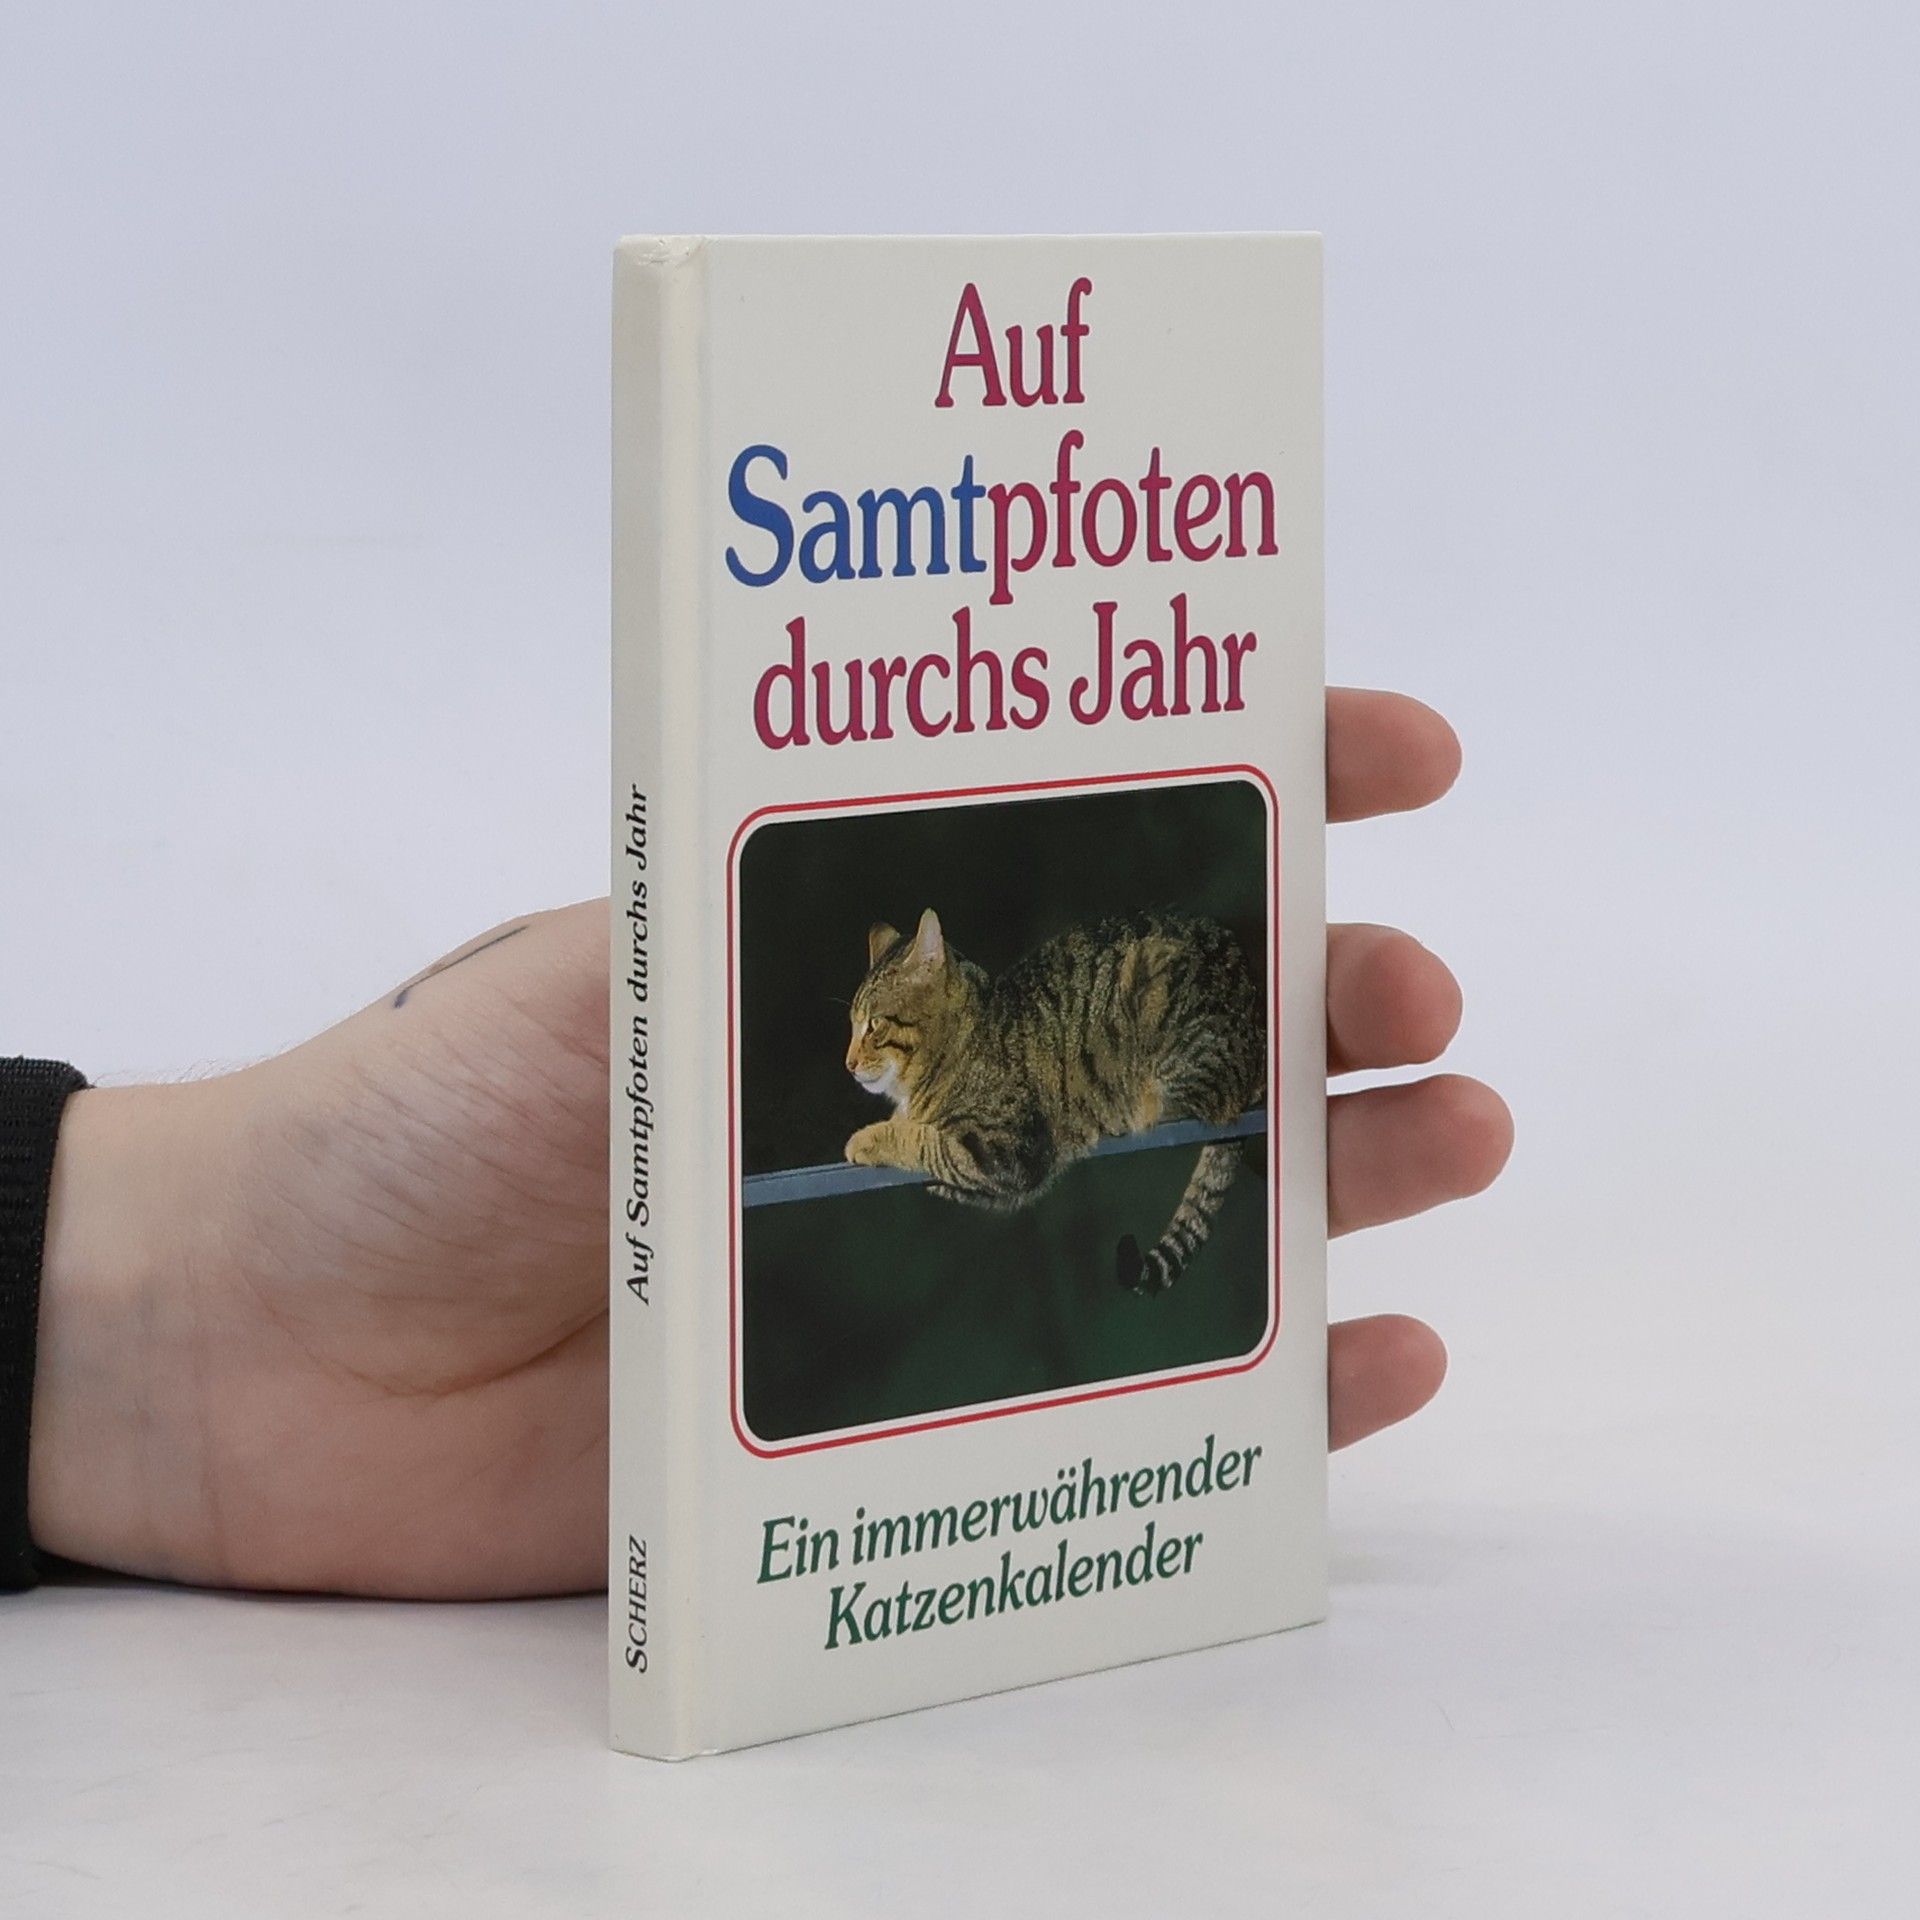 Auf
Samtpfoten
durchs Jahr
Ein immerwährender
Katzenkalender
Auf Samtpfoten durchs Jahr
SCHERZ